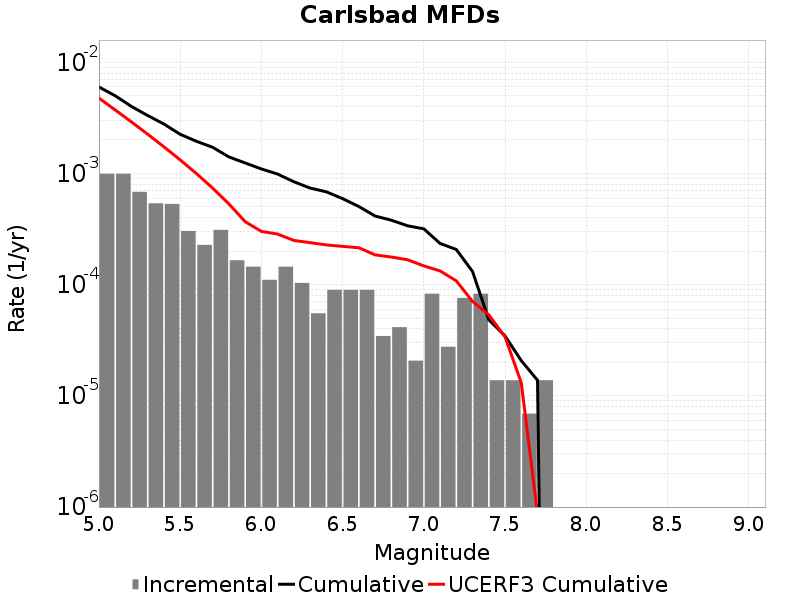 Carlsbad MFDs
Rate (1/yr)
10-2
10-3
10-4
10-5
10-6
5.0 5.5 6.0 6.5 7.0 7.5 8.0 8.5 9.0
Magnitude
Incremental Cumulative UCERF3 Cumulative